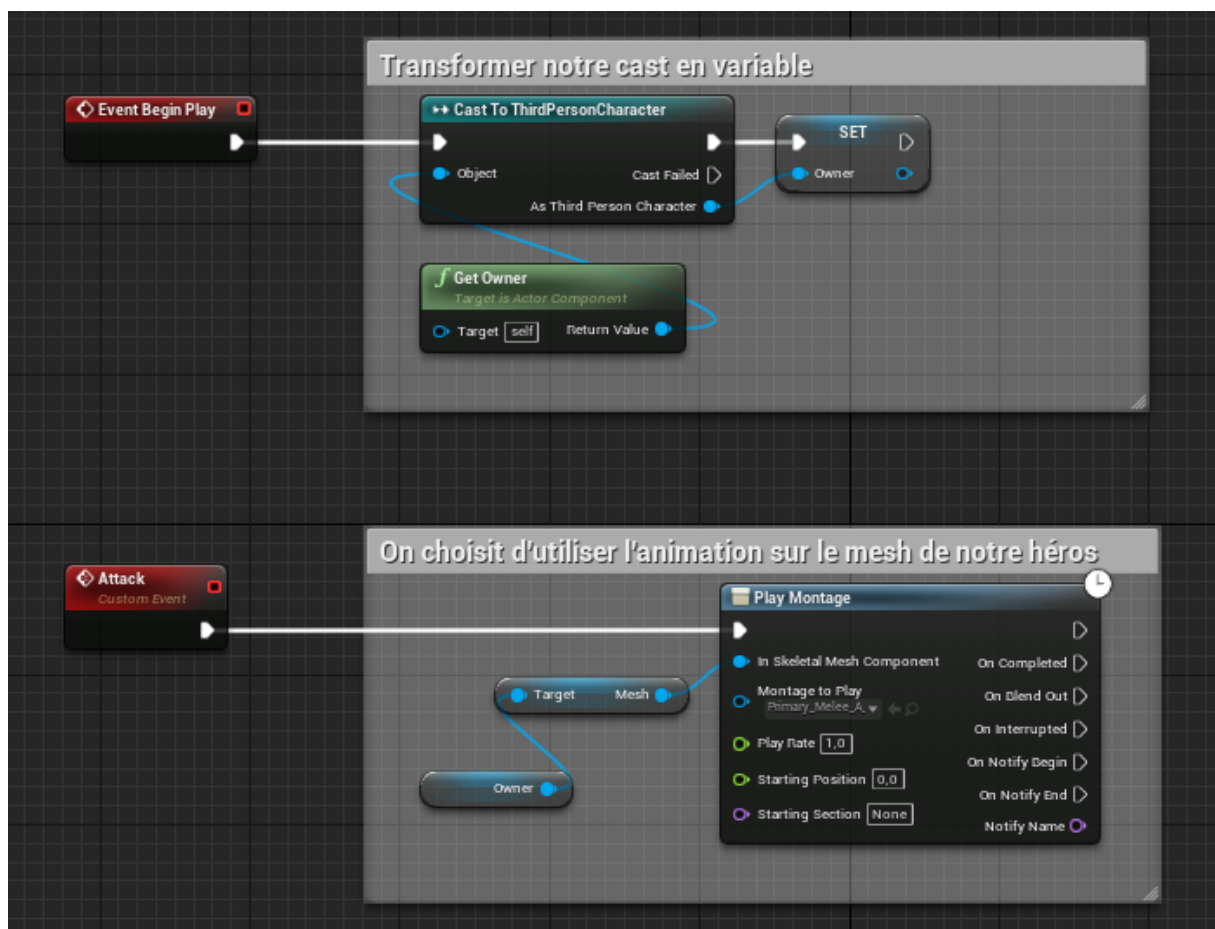 Transformer notre cast en variable
Event Begin Play
Cast To ThirdPersonCharacter
SET
Object
Cast Failed
Owner
As Third Person Character
f Get Owner
Target is Actor Component
Target self
Return Value
On choisit d'utiliser l'animation sur le mesh de notre héros
Attack
Custom Event
Play Montage
In Skeletal Mesh Component
On Completed
Target
Mesh
Montage to Play
Primary_Melee_A_
On Blend Out
On Interrupted
Play Rate 1,0
On Notify Begin
Owner
Starting Position 0,0
On Notify End
Starting Section None
Notify Name